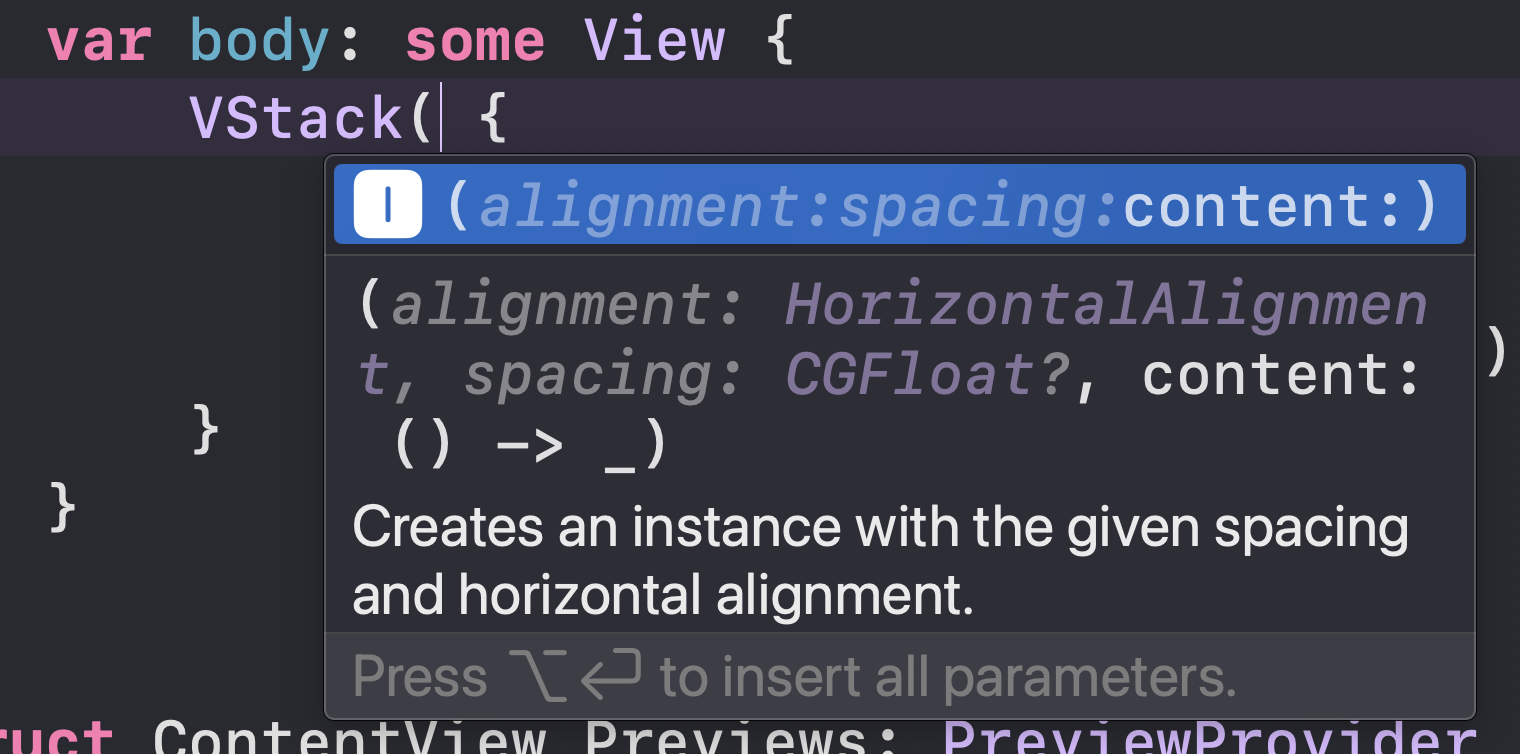 var body: some View {
VStack( {
I (alignment:spacing:content:)
(alignment: HorizontalAlignmen
t, spacing: CGFloat?, content:
() -> _)
)
}
}
Creates an instance with the given spacing
and horizontal alignment.
Press ⌥↩ to insert all parameters.
ruct ContentView_Previews: PreviewProvider